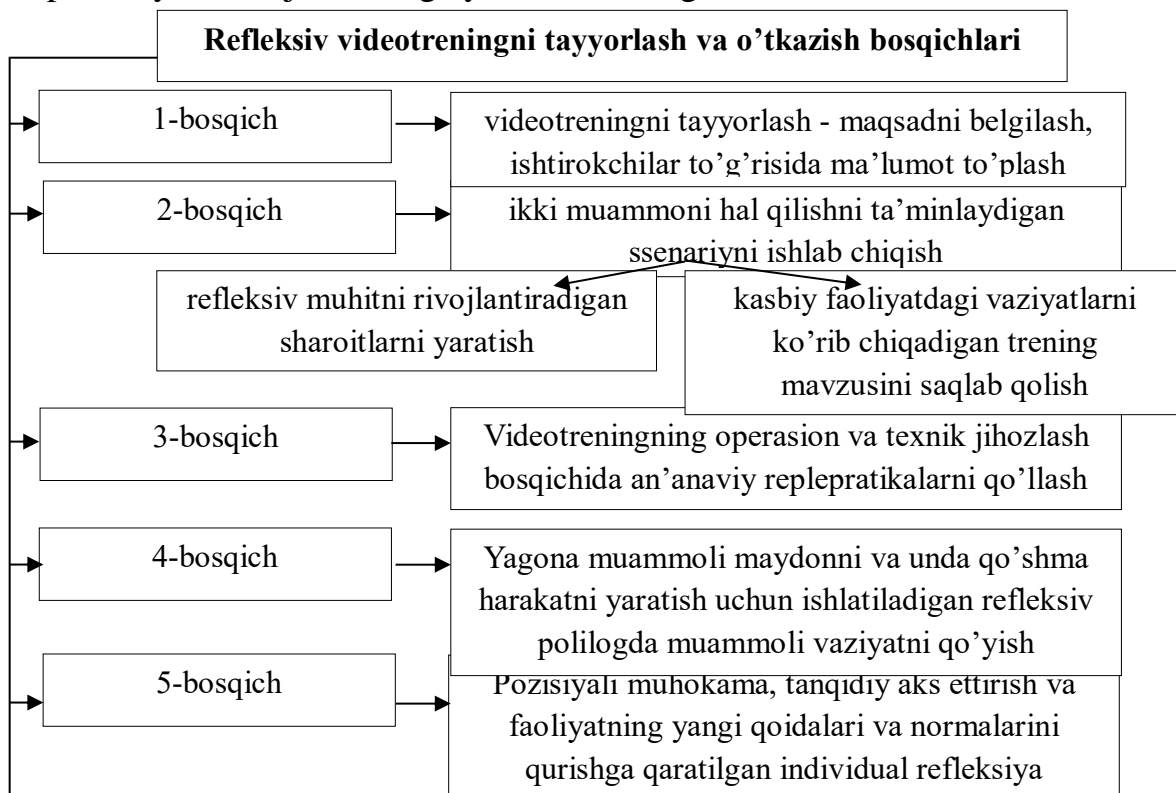 Refleksiv videotreningni tayyorlash va o’tkazish bosqichlari
1-bosqich
videotreningni tayyorlash - maqsadni belgilash,
ishtirokchilar to’g’risida ma’lumot to’plash
2-bosqich
ikki muammoni hal qilishni ta’minlaydigan
ssenariyni ishlab chiqish
refleksiv muhitni rivojlantiradigan
sharoitlarni yaratish
kasbiy faoliyatdagi vaziyatlarni
ko’rib chiqadigan trening
mavzusini saqlab qolish
3-bosqich
Videotreningning operasion va texnik jihozlash
bosqichida an’anaviy replepratikalarni qo’llash
4-bosqich
Yagona muammoli maydonni va unda qo’shma
harakatni yaratish uchun ishlatiladigan refleksiv
polilogda muammoli vaziyatni qo’yish
5-bosqich
Pozisiyali muhokama, tanqidiy aks ettirish va
faoliyatning yangi qoidalari va normalarini
qurishga qaratilgan individual refleksiya